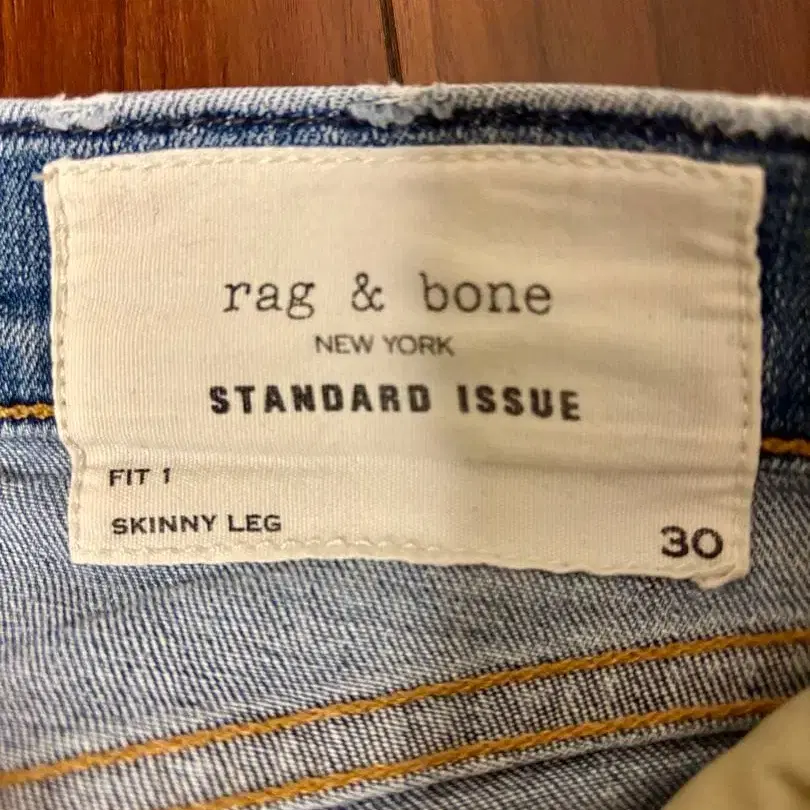 rag & bone
NEW YORK
STANDARD ISSUE
FIT 1
SKINNY LEG
30